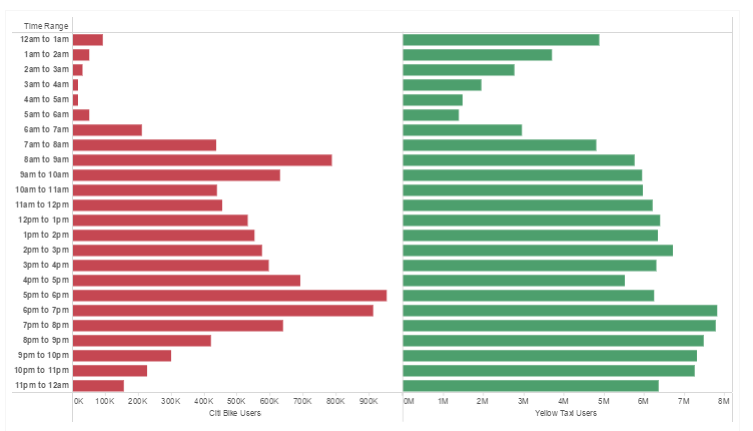 Time Range
12am to 1am
1am to 2am
2am to 3am
3am to 4am
4am to 5am
5am to 6am
6am to 7am
7am to 8am
8am to 9am
9am to 10am
10am to 11am
11am to 12pm
12pm to 1pm
1pm to 2pm
2pm to 3pm
3pm to 4pm
4pm to 5pm
5pm to 6pm
6pm to 7pm
7pm to 8pm
8pm to 9pm
9pm to 10pm
10pm to 11pm
11pm to 12am
0K 100K 200K 300K 400K 500K 600K 700K 800K 900K 0M 1M 2M 3M 4M 5M 6M 7M 8M
Citi Bike Users Yellow Taxi Users